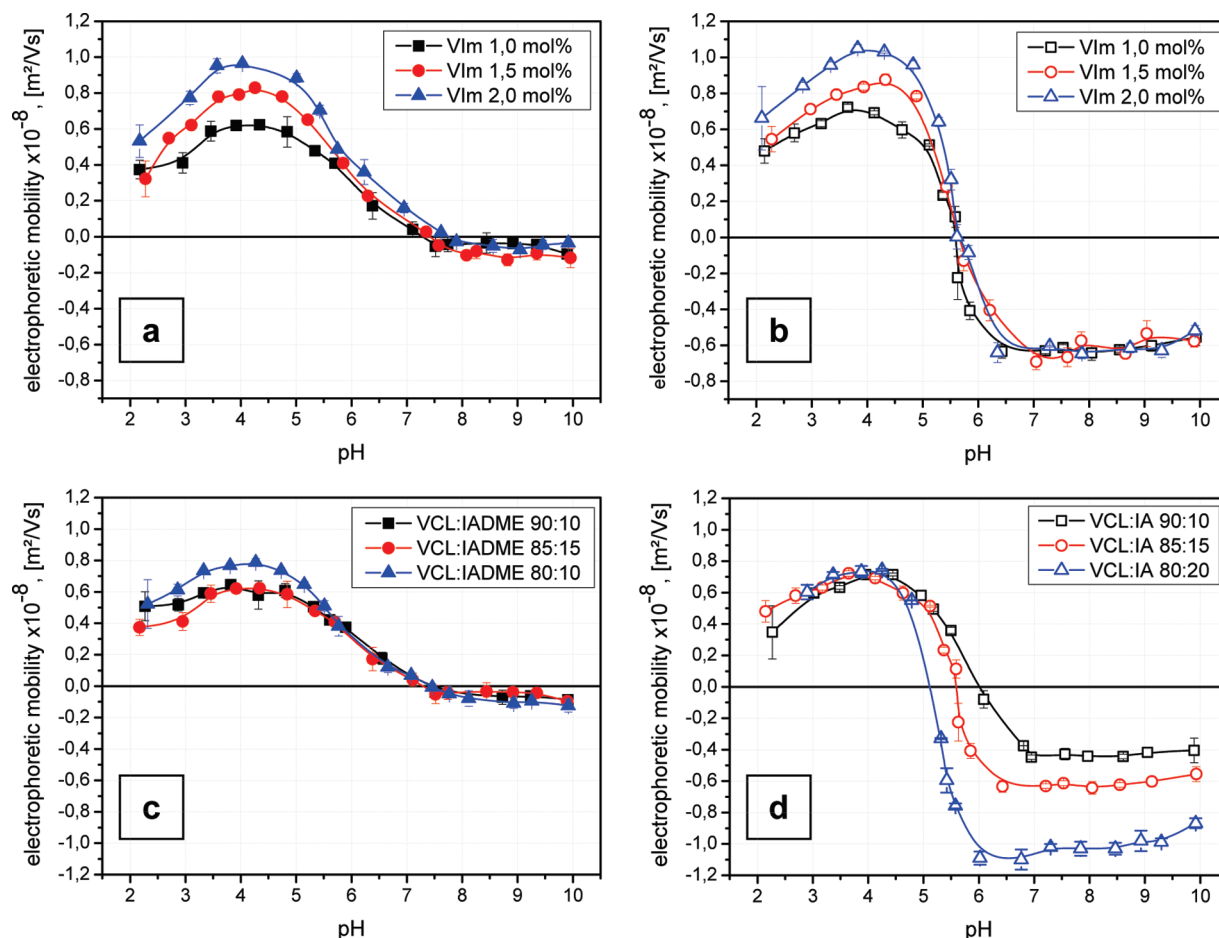 electrophoretic mobility x10⁻⁸, [m²/Vs]
1,2
1,0
0,8
0,6
0,4
0,2
0,0
-0,2
-0,4
-0,6
-0,8
VIm 1,0 mol%
VIm 1,5 mol%
VIm 2,0 mol%
a
2 3 4 5 6 7 8 9 10
pH
electrophoretic mobility x10⁻⁸, [m²/Vs]
1,2
1,0
0,8
0,6
0,4
0,2
0,0
-0,2
-0,4
-0,6
-0,8
VIm 1,0 mol%
VIm 1,5 mol%
VIm 2,0 mol%
b
2 3 4 5 6 7 8 9 10
pH
electrophoretic mobility x10⁻⁸, [m²/Vs]
1,2
1,0
0,8
0,6
0,4
0,2
0,0
-0,2
-0,4
-0,6
-0,8
-1,0
-1,2
VCL:IADME 90:10
VCL:IADME 85:15
VCL:IADME 80:10
c
2 3 4 5 6 7 8 9 10
pH
electrophoretic mobility x10⁻⁸, [m²/Vs]
1,2
1,0
0,8
0,6
0,4
0,2
0,0
-0,2
-0,4
-0,6
-0,8
-1,0
-1,2
VCL:IA 90:10
VCL:IA 85:15
VCL:IA 80:20
d
2 3 4 5 6 7 8 9 10
pH